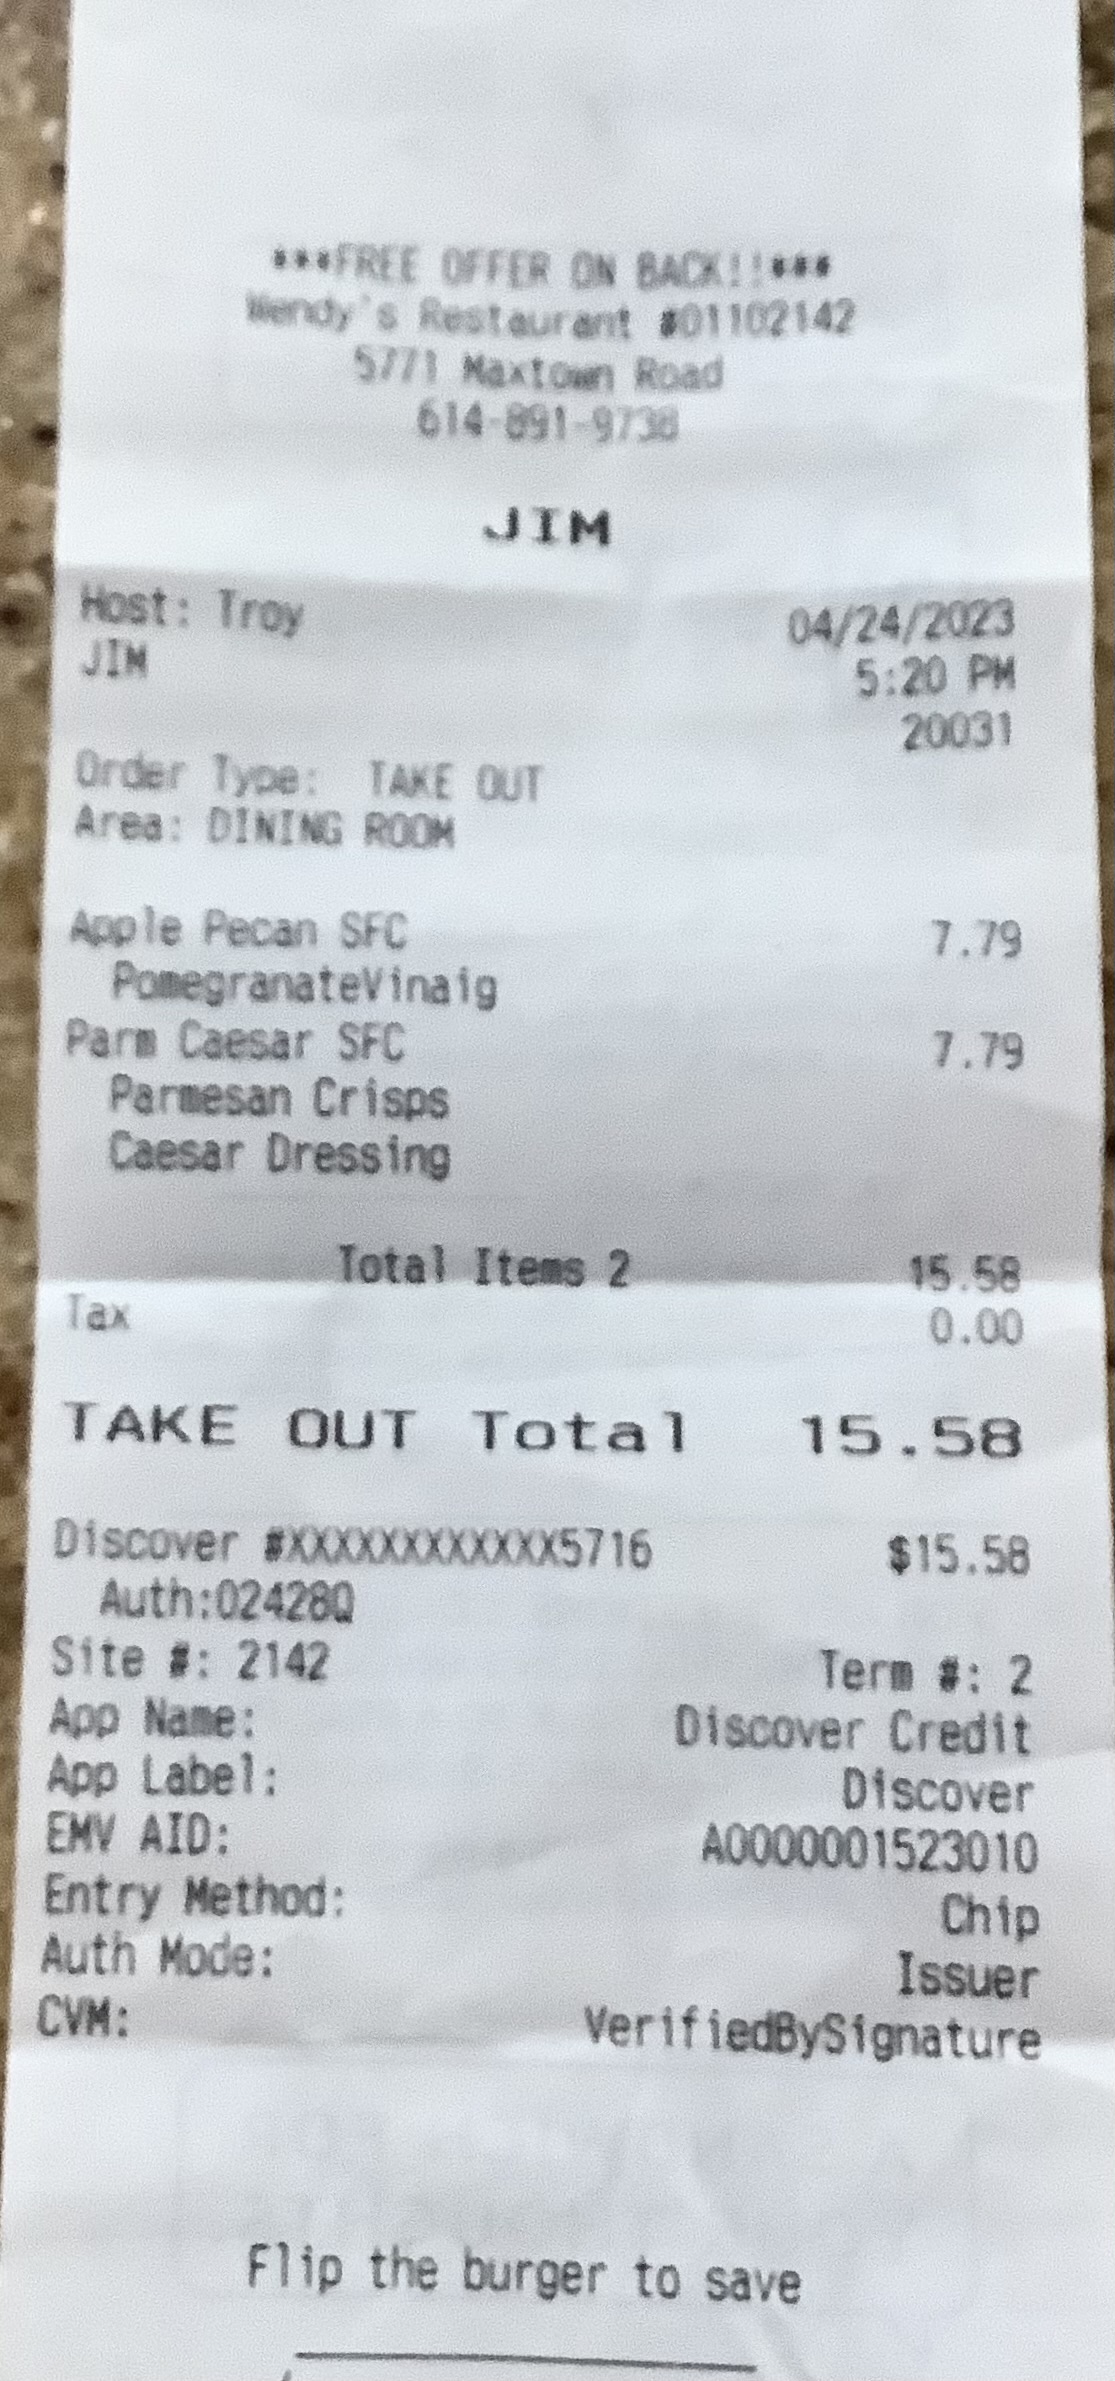 ***FREE OFFER ON BACK!!***
Wendy's Restaurant #01102142
5771 Maxtown Road
614-891-9738
JIM
Host: Troy 04/24/2023
JIM 5:20 PM
20031
Order Type: TAKE OUT
Area: DINING ROOM
Apple Pecan SFC 7.79
PomegranateVinaig
Parm Caesar SFC 7.79
Parmesan Crisps
Caesar Dressing
Total Items 2 15.58
Tax 0.00
TAKE OUT Total 15.58
Discover #XXXXXXXXXXXX5716 $15.58
Auth:02428Q
Site #: 2142 Term #: 2
App Name: Discover Credit
App Label: Discover
EMV AID: A0000001523010
Entry Method: Chip
Auth Mode: Issuer
CVM: VerifiedBySignature
Flip the burger to save